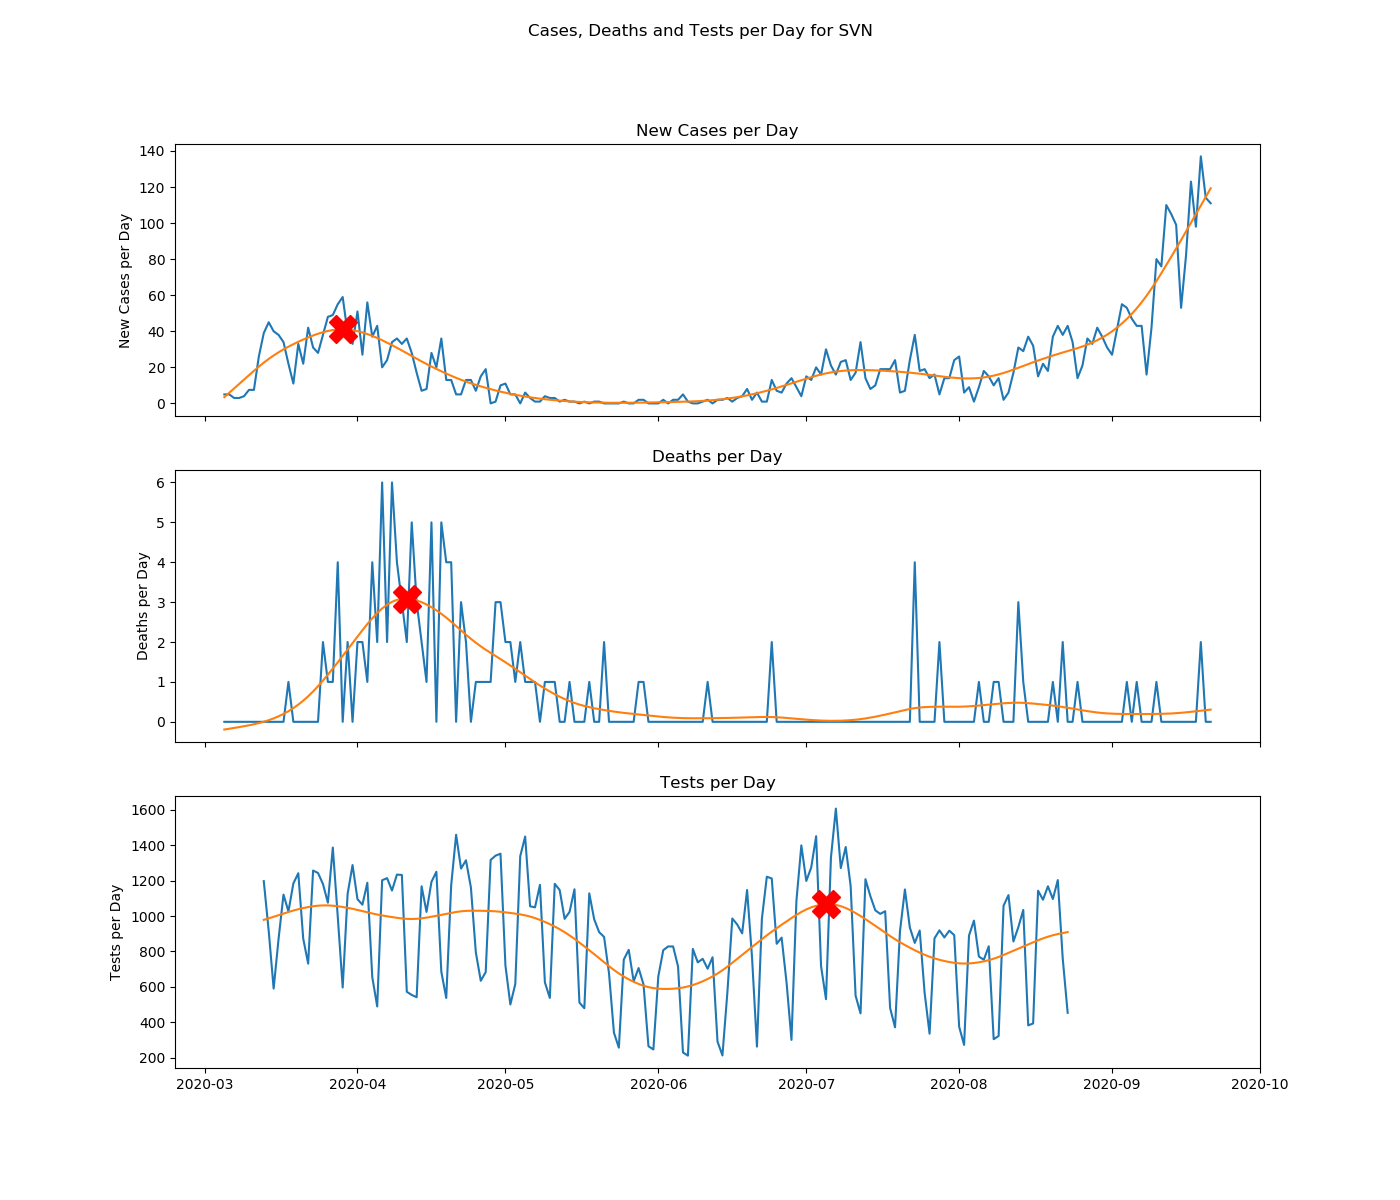 Cases, Deaths and Tests per Day for SVN
New Cases per Day
New Cases per Day
140
120
100
80
60
40
20
0
Deaths per Day
Deaths per Day
6
5
4
3
2
1
0
Tests per Day
Tests per Day
1600
1400
1200
1000
800
600
400
200
2020-03 2020-04 2020-05 2020-06 2020-07 2020-08 2020-09 2020-10